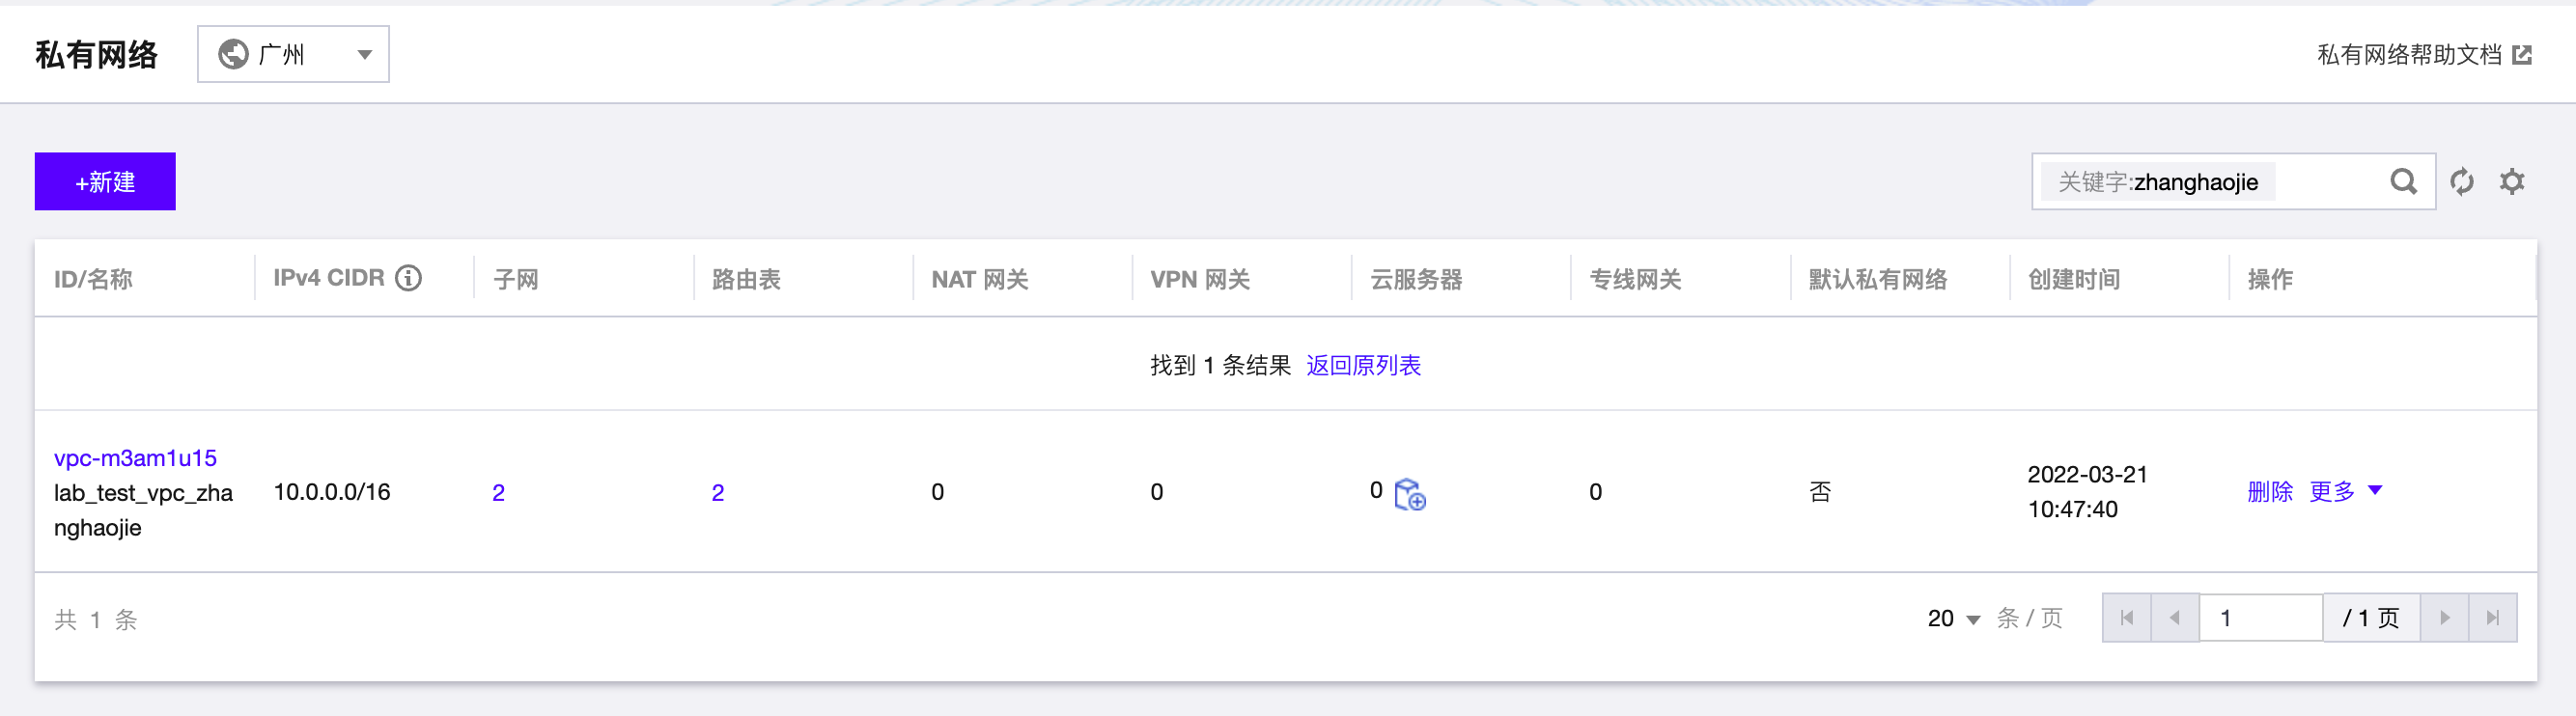 私有网络 广州 私有网络帮助文档
+新建 关键字:zhanghaojie
ID/名称 IPv4 CIDR 子网 路由表 NAT 网关 VPN 网关 云服务器 专线网关 默认私有网络 创建时间 操作
找到 1 条结果 返回原列表
vpc-m3am1u15
lab_test_vpc_zha
nghaojie
10.0.0.0/16 2 2 0 0 0 0 否
2022-03-21
10:47:40
删除 更多
共 1 条 20 条 / 页 1 / 1 页